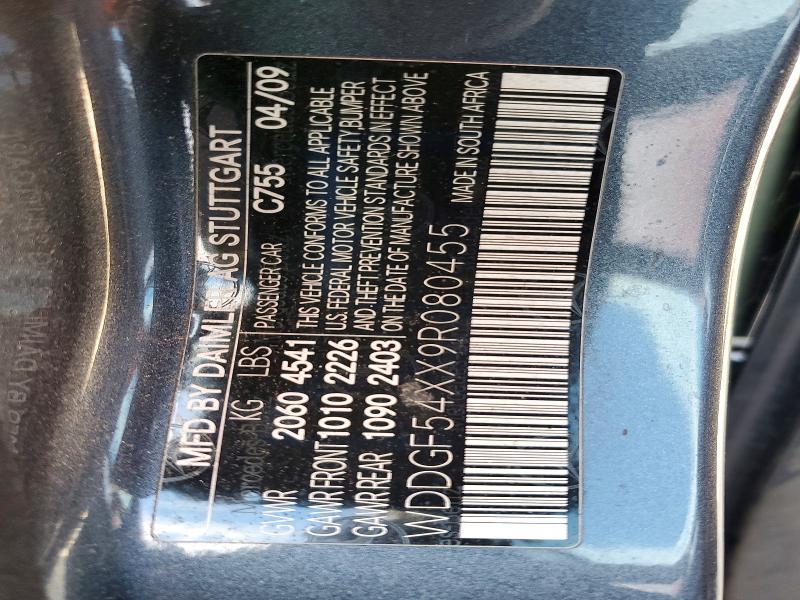 MFD BY DAIMLER AG STUTTGART
KG LBS PASSENGER CAR C755 04/09
GVWR 2060 4541 THIS VEHICLE CONFORMS TO ALL APPLICABLE
GAWR FRONT 1010 2226 U.S. FEDERAL MOTOR VEHICLE SAFETY, BUMPER
GAWR REAR 1090 2403 AND THEFT PREVENTION STANDARDS IN EFFECT
ON THE DATE OF MANUFACTURE SHOWN ABOVE
WDDGF54XX9R080455 MADE IN SOUTH AFRICA